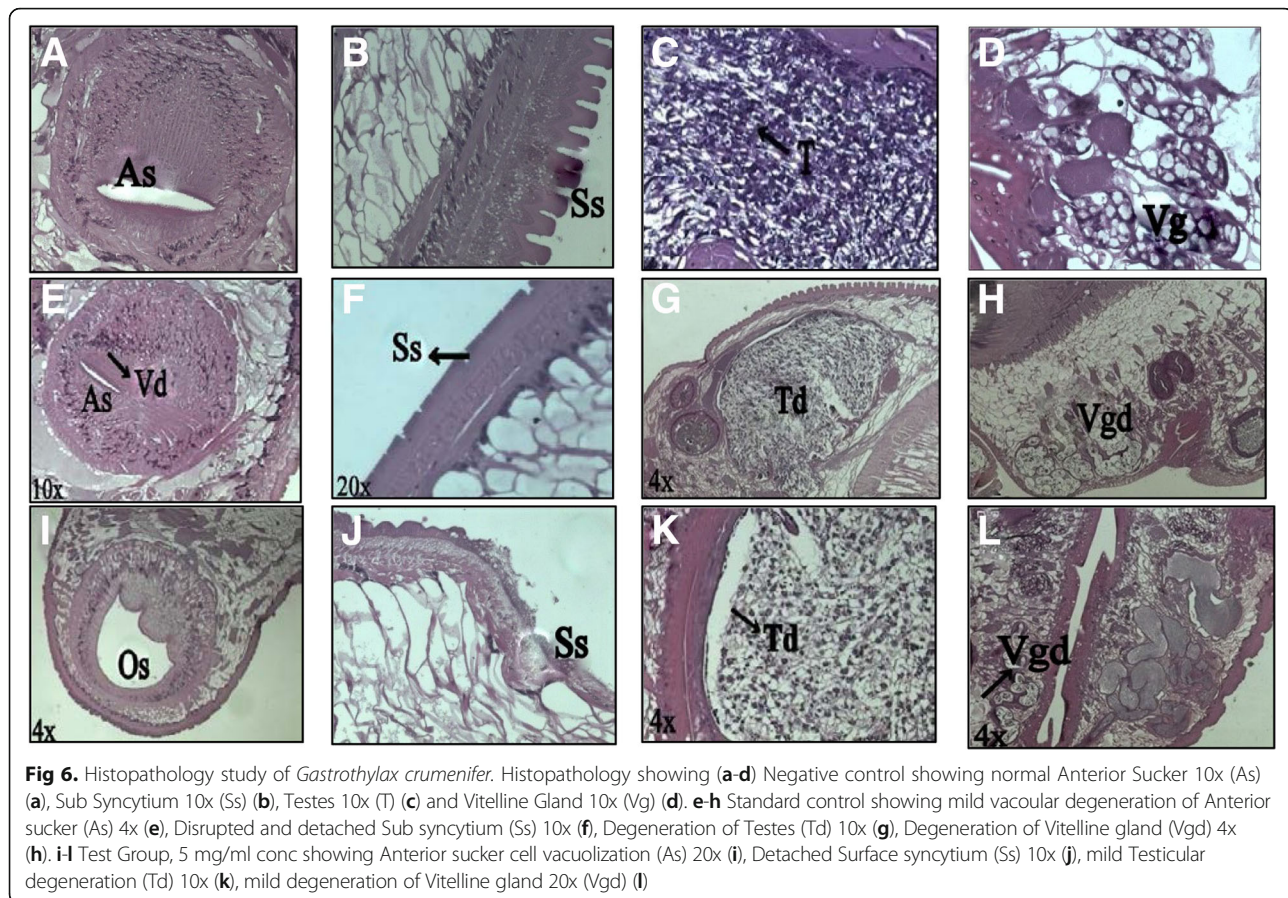 A
As
B
Ss
C
T
D
Vg
E
Vd
As
10x
F
Ss
20x
G
Td
4x
H
Vgd
I
Os
4x
J
Ss
K
Td
4x
L
Vgd
4x
Fig 6. Histopathology study of Gastrothylax crumenifer. Histopathology showing (a-d) Negative control showing normal Anterior Sucker 10x (As)
(a), Sub Syncytium 10x (Ss) (b), Testes 10x (T) (c) and Vitelline Gland 10x (Vg) (d). e-h Standard control showing mild vacoular degeneration of Anterior
sucker (As) 4x (e), Disrupted and detached Sub syncytium (Ss) 10x (f), Degeneration of Testes (Td) 10x (g), Degeneration of Vitelline gland (Vgd) 4x
(h). i-l Test Group, 5 mg/ml conc showing Anterior sucker cell vacuolization (As) 20x (i), Detached Surface syncytium (Ss) 10x (j), mild Testicular
degeneration (Td) 10x (k), mild degeneration of Vitelline gland 20x (Vgd) (l)